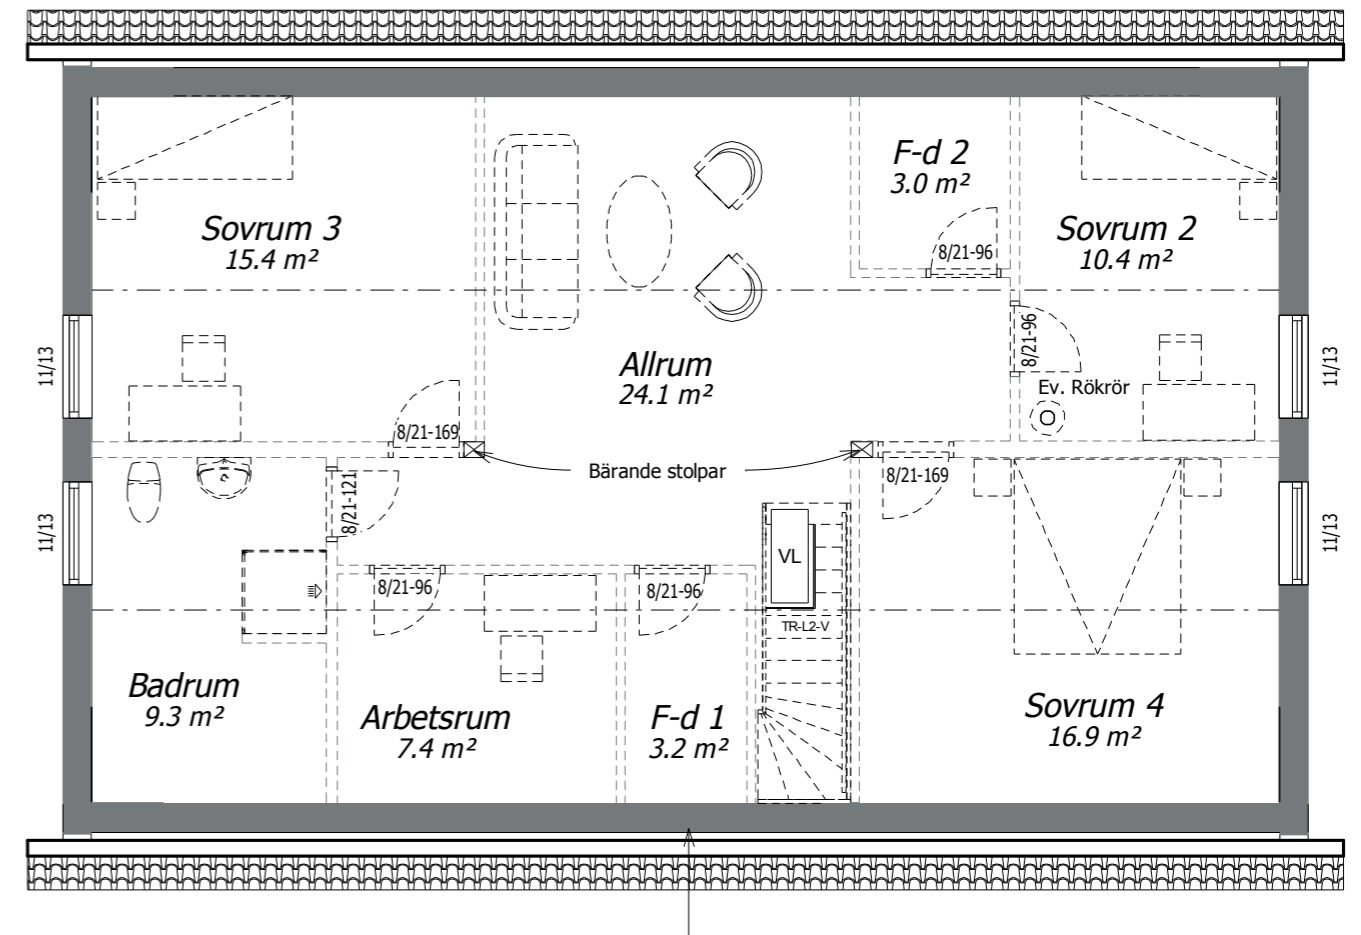 F-d 2
3.0 m²
Sovrum 3
15.4 m²
Sovrum 2
10.4 m²
8/21-96
11/13
Allrum
24.1 m²
8/21-96
11/13
Ev. Rökrör
8/21-169
Bärande stolpar
8/21-169
11/13
8/21-121
11/13
VL
8/21-96
8/21-96
TR-L2-V
Badrum
9.3 m²
Arbetsrum
7.4 m²
F-d 1
3.2 m²
Sovrum 4
16.9 m²